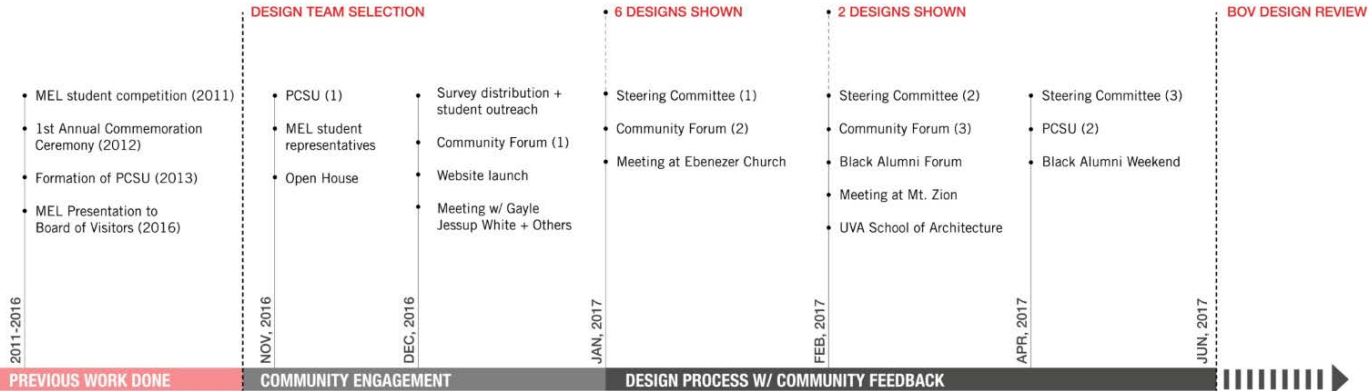 DESIGN TEAM SELECTION
6 DESIGNS SHOWN
2 DESIGNS SHOWN
BOV DESIGN REVIEW
MEL student competition (2011)
1st Annual Commemoration
Ceremony (2012)
Formation of PCSU (2013)
MEL Presentation to
Board of Visitors (2016)
PCSU (1)
MEL student
representatives
Open House
Survey distribution +
student outreach
Community Forum (1)
Website launch
Meeting w/ Gayle
Jessup White + Others
Steering Committee (1)
Community Forum (2)
Meeting at Ebenezer Church
Steering Committee (2)
Community Forum (3)
Black Alumni Forum
Meeting at Mt. Zion
UVA School of Architecture
Steering Committee (3)
PCSU (2)
Black Alumni Weekend
2011-2016
NOV, 2016
DEC, 2016
JAN, 2017
FEB, 2017
APR, 2017
JUN, 2017
PREVIOUS WORK DONE
COMMUNITY ENGAGEMENT
DESIGN PROCESS W/ COMMUNITY FEEDBACK